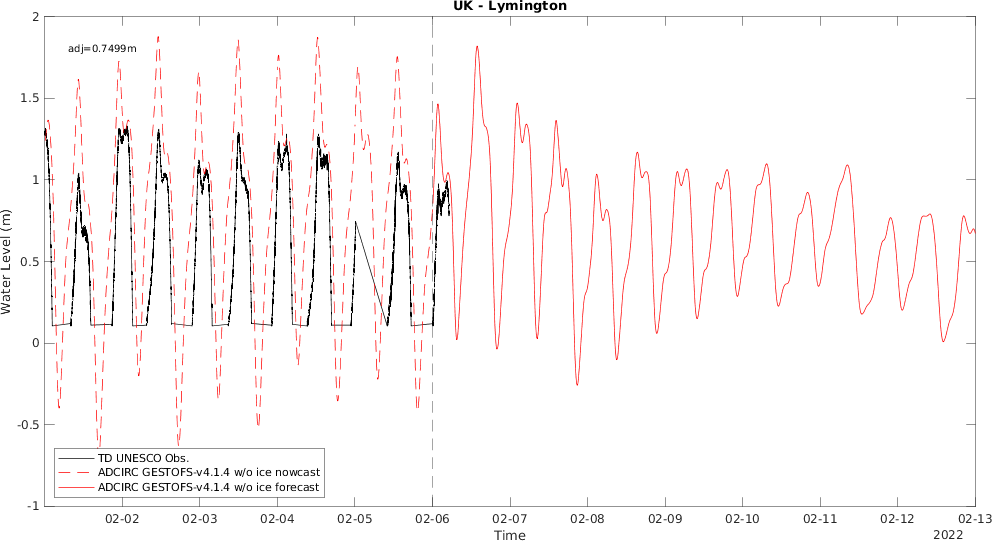 UK - Lymington
adj=0.7499m
2
1.5
1
0.5
0
-0.5
-1
Water Level (m)
TD UNESCO Obs.
ADCIRC GESTOFS-v4.1.4 w/o ice nowcast
ADCIRC GESTOFS-v4.1.4 w/o ice forecast
02-02 02-03 02-04 02-05 02-06 02-07 02-08 02-09 02-10 02-11 02-12 02-13
Time
2022